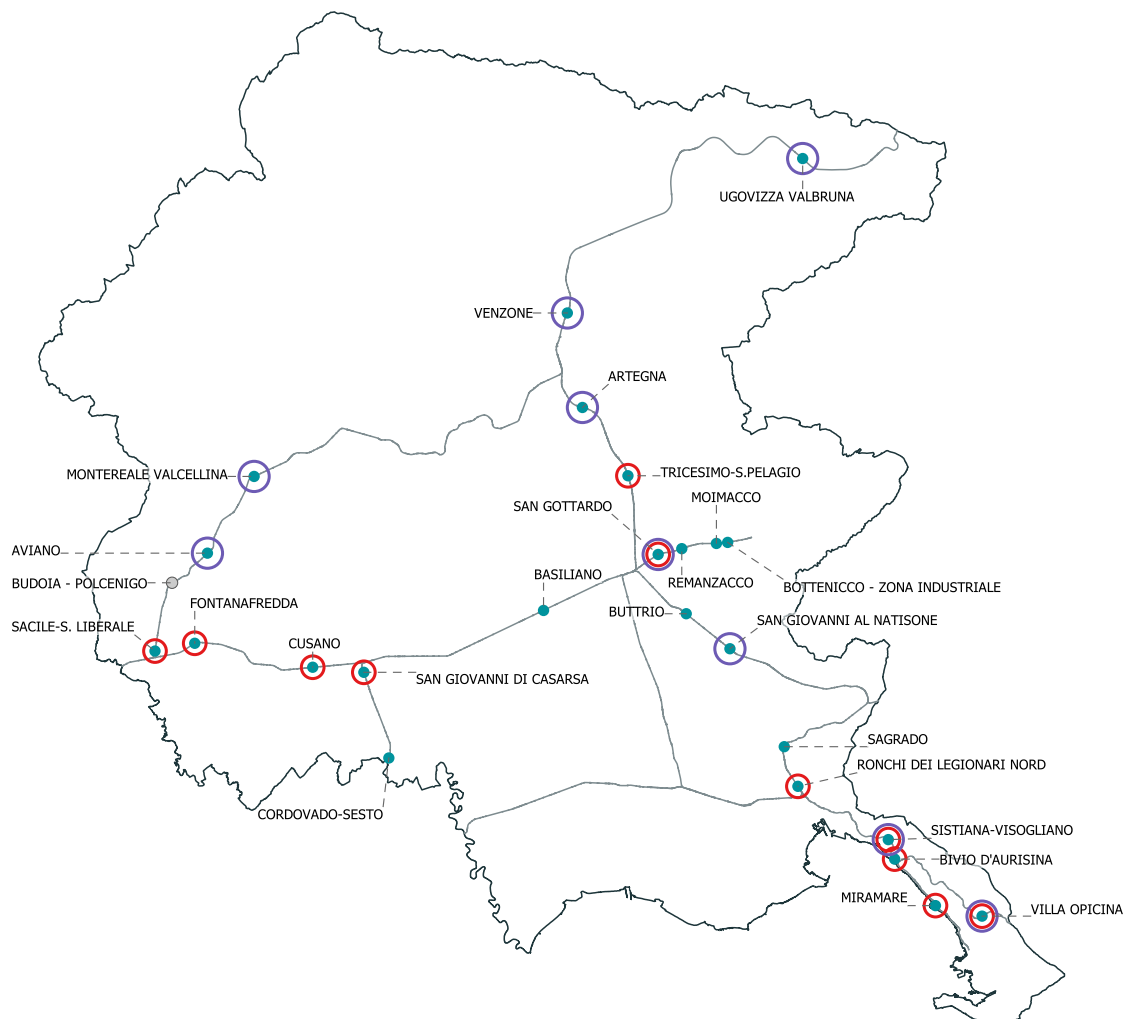 UGOVIZZA VALBRUNA
VENZONE
ARTEGNA
MONTEREALE VALCELLINA
TRICESIMO-S.PELAGIO
MOIMACCO
SAN GOTTARDO
AVIANO
BASILIANO
REMANZACCO
BUDOIA - POLCENIGO
BOTTENICCO - ZONA INDUSTRIALE
FONTANAFREDDA
BUTTRIO
SAN GIOVANNI AL NATISONE
SACILE-S. LIBERALE
CUSANO
SAN GIOVANNI DI CASARSA
SAGRADO
RONCHI DEI LEGIONARI NORD
CORDOVADO-SESTO
SISTIANA-VISOGLIANO
BIVIO D'AURISINA
MIRAMARE
VILLA OPICINA